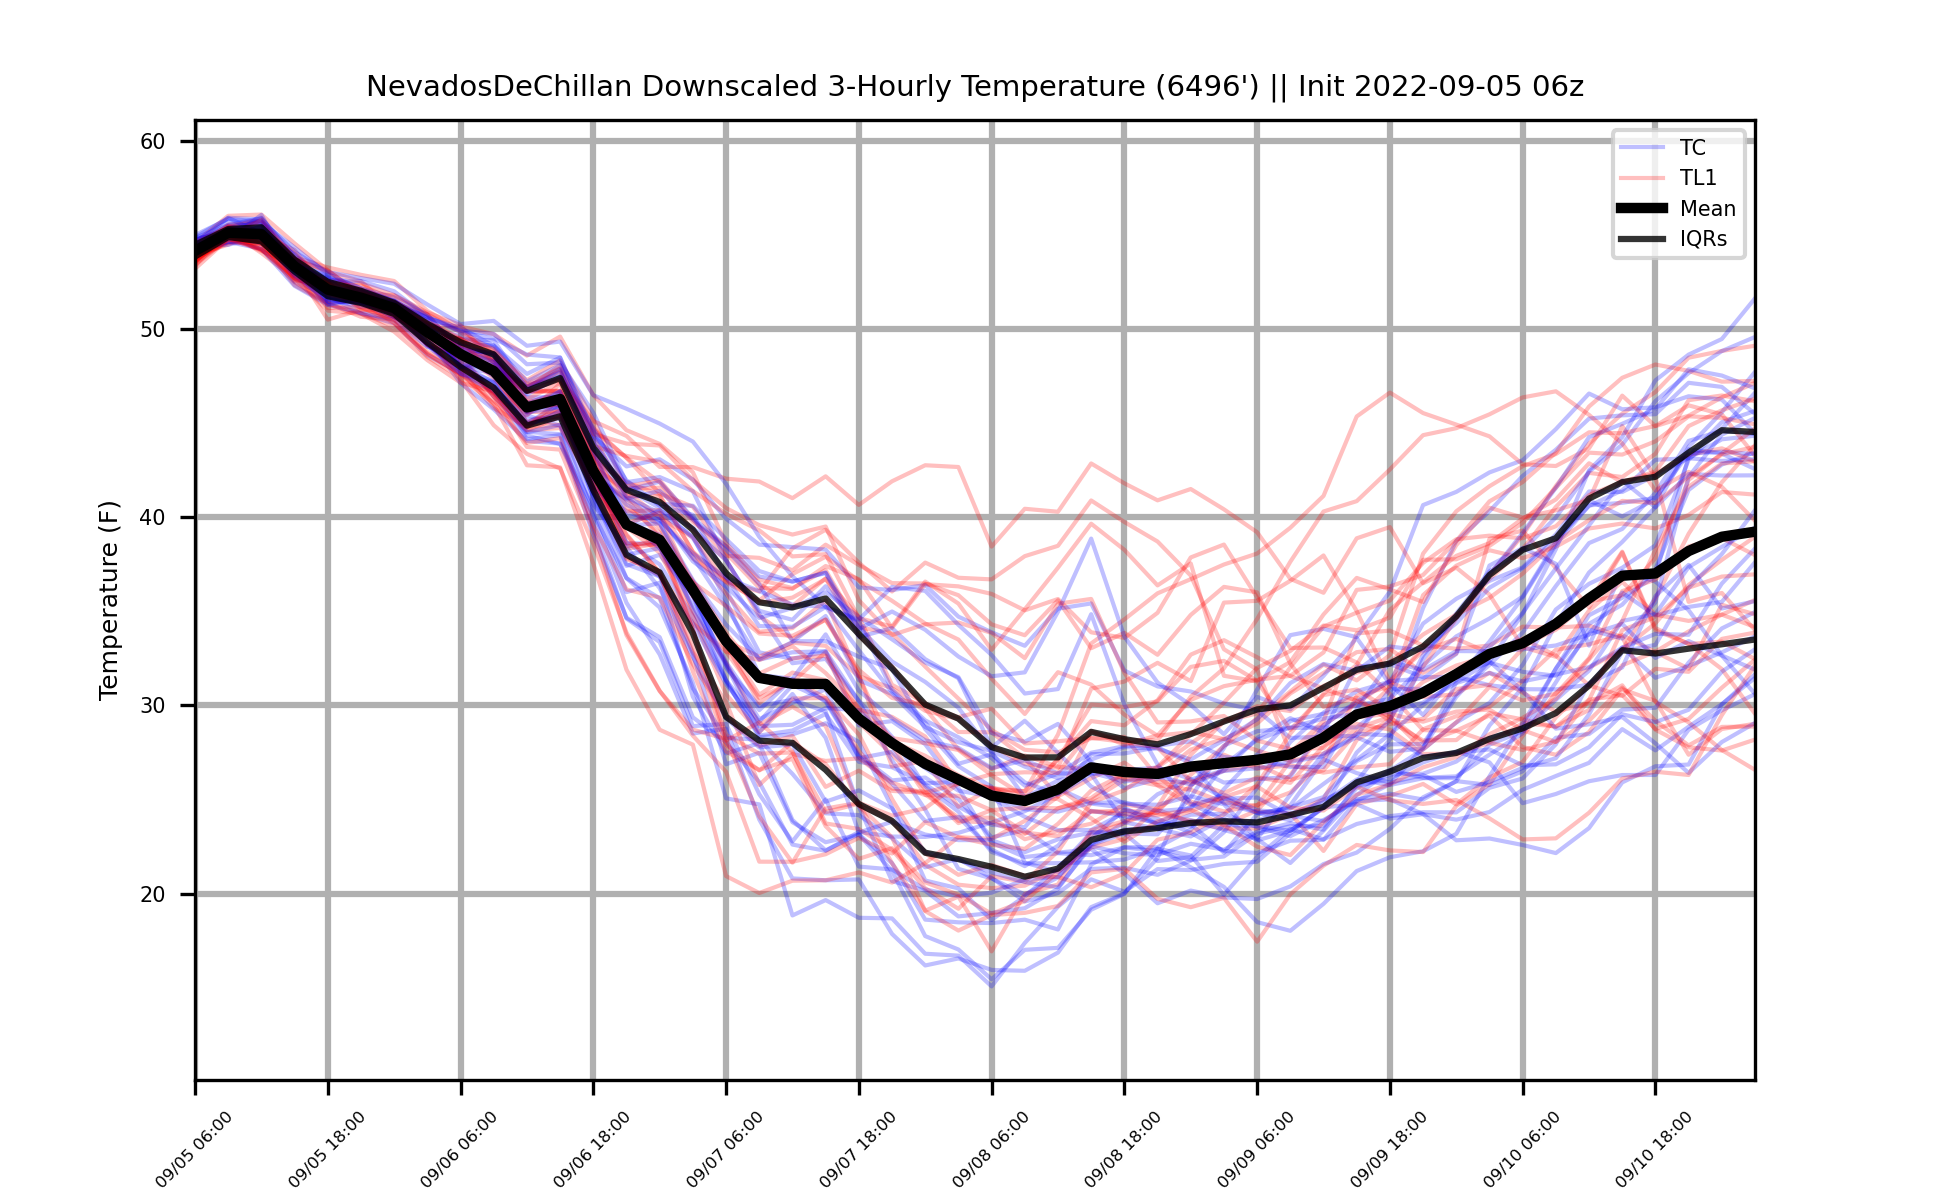 NevadosDeChillan Downscaled 3-Hourly Temperature (6496') || Init 2022-09-05 06z
Temperature (F)
60
50
40
30
20
TC
TL1
Mean
IQRs
09/05 06:00
09/05 18:00
09/06 06:00
09/06 18:00
09/07 06:00
09/07 18:00
09/08 06:00
09/08 18:00
09/09 06:00
09/09 18:00
09/10 06:00
09/10 18:00